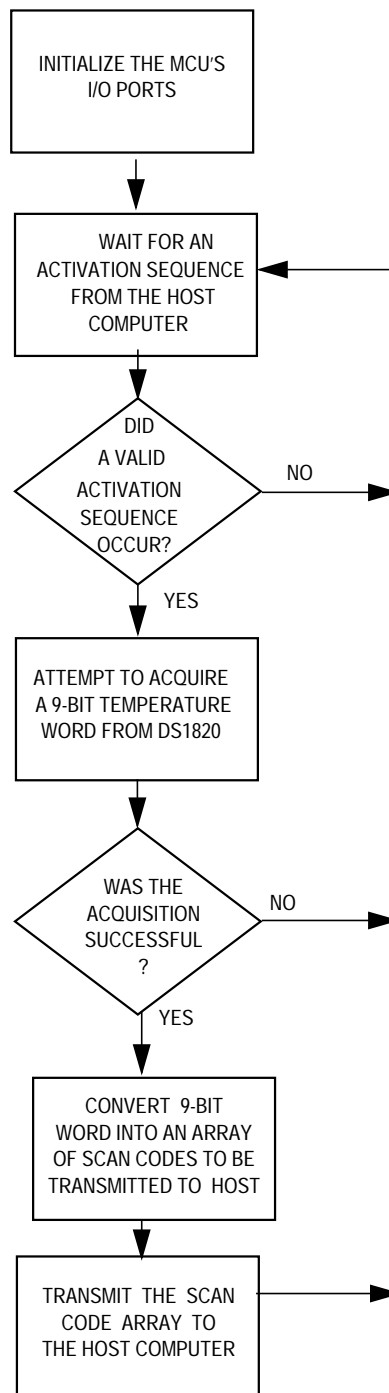 INITIALIZE THE MCU'S
I/O PORTS
WAIT FOR AN
ACTIVATION SEQUENCE
FROM THE HOST
COMPUTER
DID
A VALID
ACTIVATION
SEQUENCE
OCCUR?
NO
YES
ATTEMPT TO ACQUIRE
A 9-BIT TEMPERATURE
WORD FROM DS1820
WAS THE
ACQUISITION
SUCCESSFUL
?
NO
YES
CONVERT 9-BIT
WORD INTO AN ARRAY
OF SCAN CODES TO BE
TRANSMITTED TO HOST
TRANSMIT THE SCAN
CODE ARRAY TO
THE HOST COMPUTER